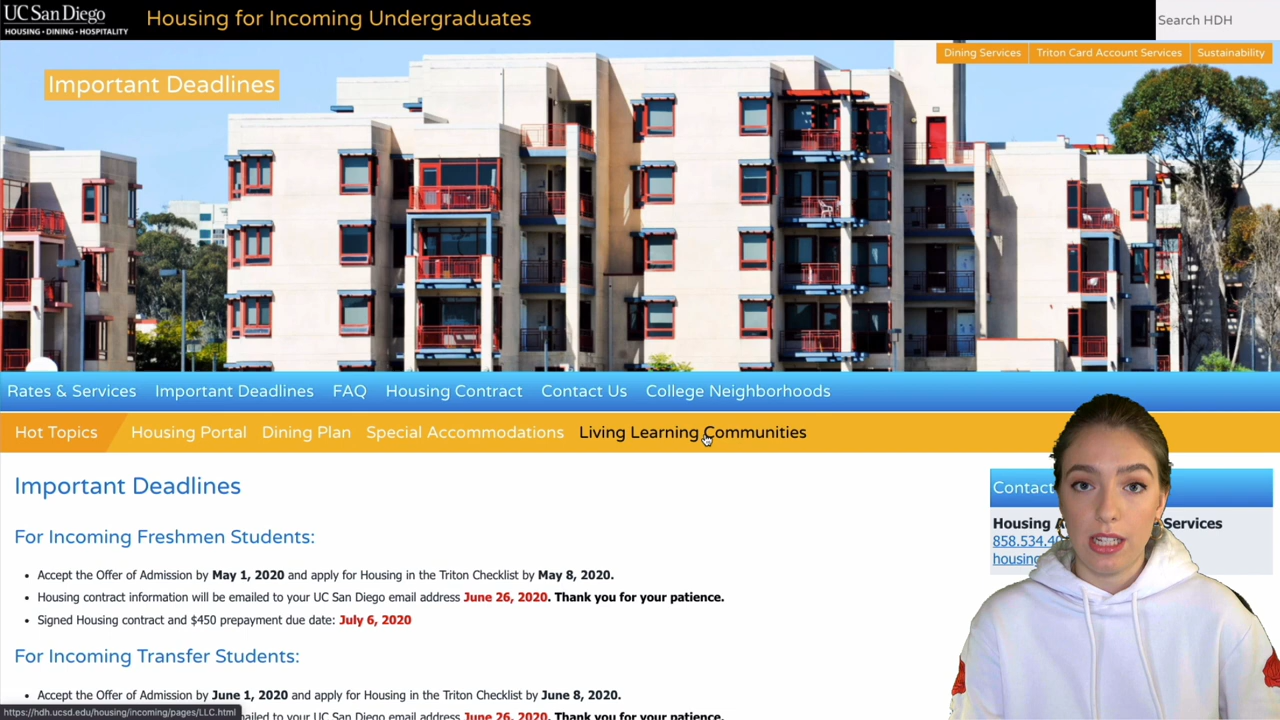 UC San Diego
HOUSING • DINING • HOSPITALITY
Housing for Incoming Undergraduates
Search HDH
Dining Services
Triton Card Account Services
Sustainability
Important Deadlines
Rates & Services
Important Deadlines
FAQ
Housing Contract
Contact Us
College Neighborhoods
Hot Topics
Housing Portal
Dining Plan
Special Accommodations
Living Learning Communities
Important Deadlines
For Incoming Freshmen Students:
• Accept the Offer of Admission by May 1, 2020 and apply for Housing in the Triton Checklist by May 8, 2020.
• Housing contract information will be emailed to your UC San Diego email address June 26, 2020. Thank you for your patience.
• Signed Housing contract and $450 prepayment due date: July 6, 2020
For Incoming Transfer Students:
• Accept the Offer of Admission by June 1, 2020 and apply for Housing in the Triton Checklist by June 8, 2020.
mailed to your UC San Diego email address June 26, 2020. Thank you for your patience.
https://hdh.ucsd.edu/housing/incoming/pages/LLC.html
Contact
Housing Services
858.534.
housing